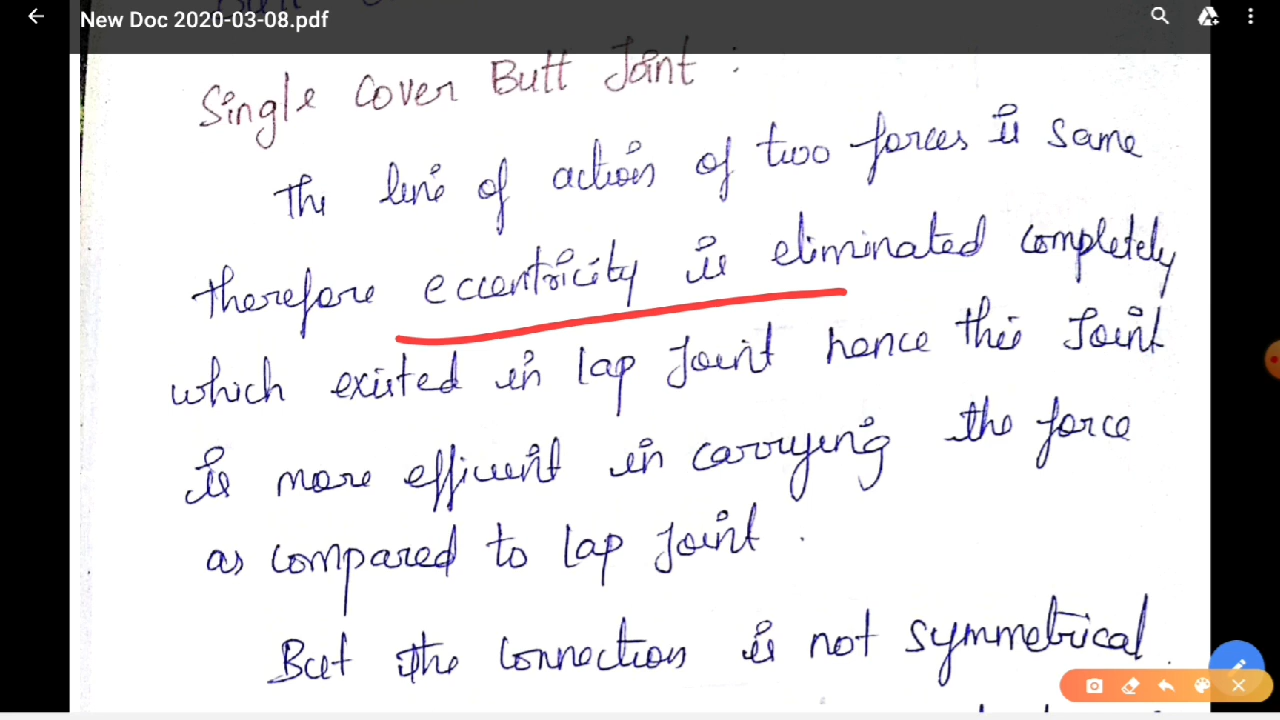 New Doc 2020-03-08.pdf
Single Cover Butt Joint :
The line of action of two forces is same
therefore eccentricity is eliminated completely
which existed in lap Joint hence this Joint
is more efficient in carrying the force
as compared to lap Joint .
But the connection is not symmetrical